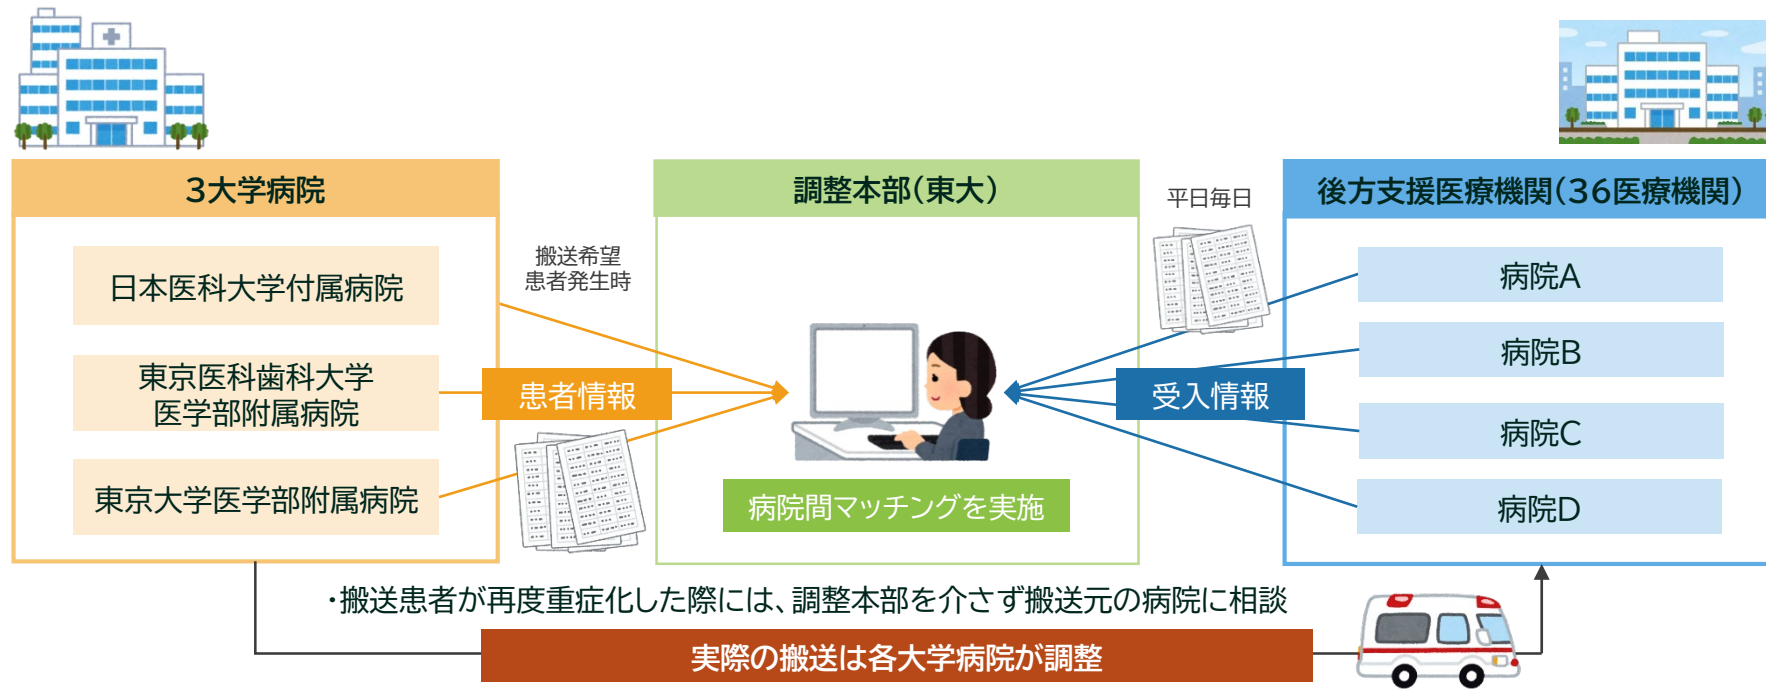 3大学病院
日本医科大学付属病院
東京医科歯科大学
医学部附属病院
東京大学医学部附属病院
搬送希望
患者発生時
患者情報
調整本部(東大)
病院間マッチングを実施
平日毎日
受入情報
後方支援医療機関(36医療機関)
病院A
病院B
病院C
病院D
・搬送患者が再度重症化した際には、調整本部を介さず搬送元の病院に相談
実際の搬送は各大学病院が調整